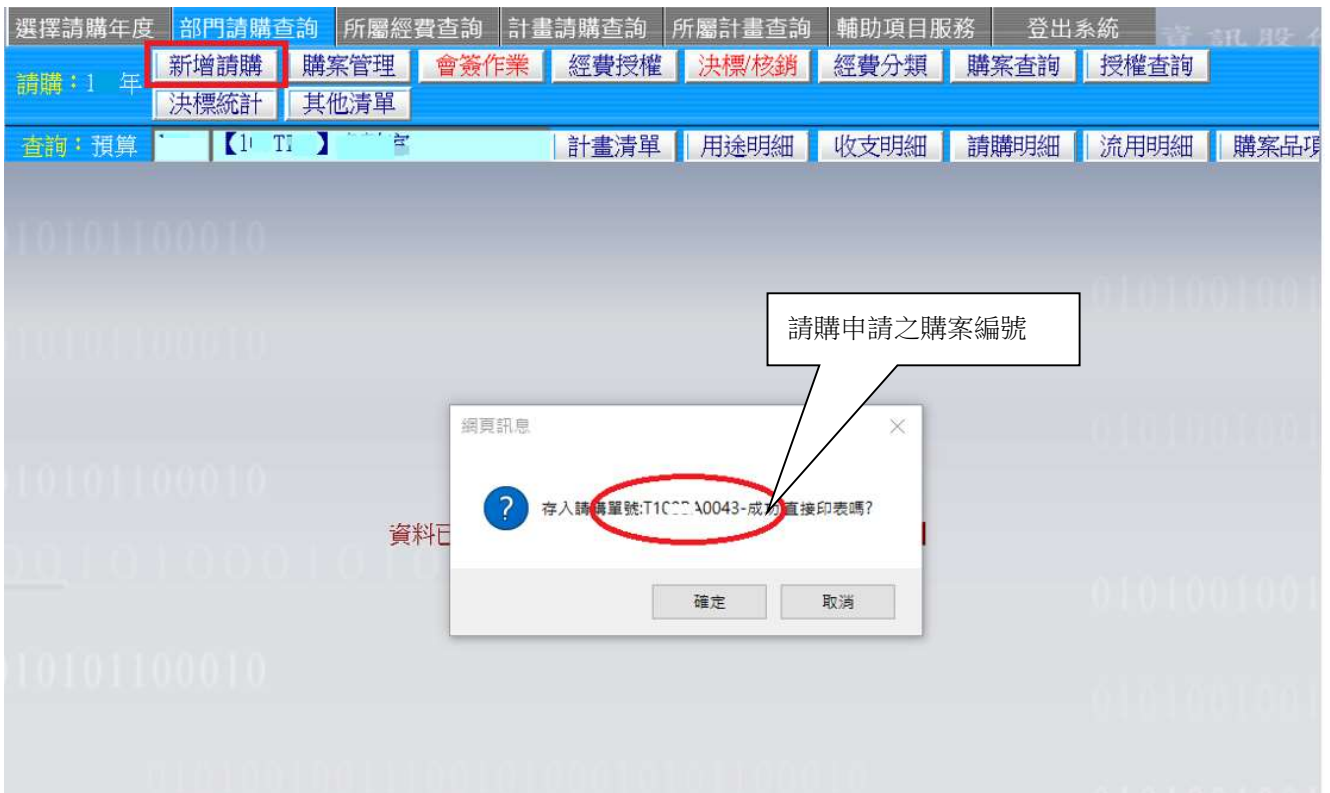 選擇請購年度 部門請購查詢 所屬經費查詢 計畫請購查詢 所屬計畫查詢 輔助項目服務 登出系統
請購：1 年 新增請購 購案管理 會簽作業 經費授權 決標/核銷 經費分類 購案查詢 授權查詢
決標統計 其他清單
查詢：預算 計畫清單 用途明細 收支明細 請購明細 流用明細 購案品項
請購申請之購案編號
網頁訊息
存入請購單號:T10 A0043-成功 直接印表嗎?
資料已
確定 取消